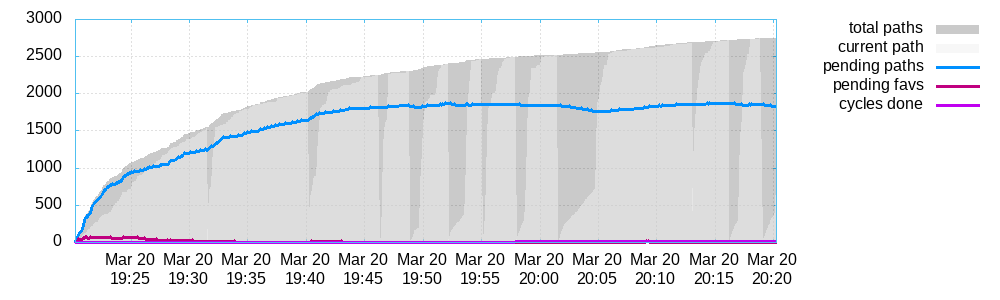 3000
2500
2000
1500
1000
500
0
total paths
current path
pending paths
pending favs
cycles done
Mar 20 Mar 20 Mar 20 Mar 20 Mar 20 Mar 20 Mar 20 Mar 20 Mar 20 Mar 20 Mar 20 Mar 20
19:25 19:30 19:35 19:40 19:45 19:50 19:55 20:00 20:05 20:10 20:15 20:20